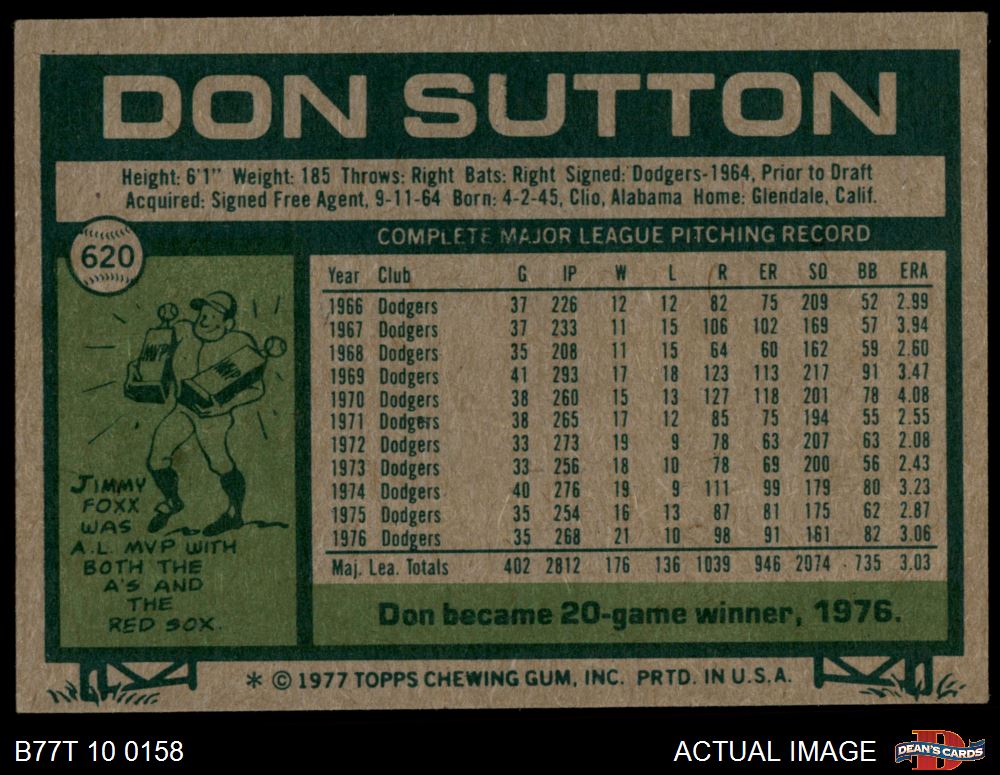 DON SUTTON
Height: 6'1" Weight: 185 Throws: Right Bats: Right Signed: Dodgers-1964, Prior to Draft
Acquired: Signed Free Agent, 9-11-64 Born: 4-2-45, Clio, Alabama Home: Glendale, Calif.
620
COMPLETE MAJOR LEAGUE PITCHING RECORD
Year Club G IP W L R ER SO BB ERA
1966 Dodgers 37 226 12 12 82 75 209 52 2.99
1967 Dodgers 37 233 11 15 106 102 169 57 3.94
1968 Dodgers 35 208 11 15 64 60 162 59 2.60
1969 Dodgers 41 293 17 18 123 113 217 91 3.47
1970 Dodgers 38 260 15 13 127 118 201 78 4.08
1971 Dodgers 38 265 17 12 85 75 194 55 2.55
1972 Dodgers 33 273 19 9 78 63 207 63 2.08
1973 Dodgers 33 256 18 10 78 69 200 56 2.43
1974 Dodgers 40 276 19 9 111 99 179 80 3.23
1975 Dodgers 35 254 16 13 87 81 175 62 2.87
1976 Dodgers 35 268 21 10 98 91 161 82 3.06
Maj. Lea. Totals 402 2812 176 136 1039 946 2074 735 3.03
MVP
MVP
JIMMY
FOXX
WAS
A.L. MVP WITH
BOTH THE
A'S AND
THE
RED SOX.
Don became 20-game winner, 1976.
* © 1977 TOPPS CHEWING GUM, INC. PRTD. IN U.S.A.
B77T 10 0158
ACTUAL IMAGE
D
DEAN'S CARDS